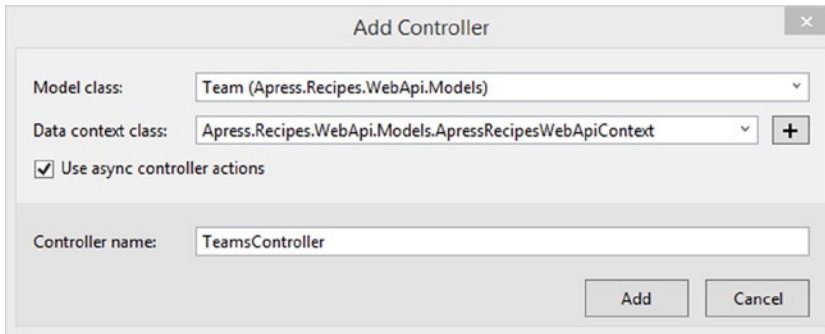 Add Controller
Model class: Team (Apress.Recipes.WebApi.Models)
Data context class: Apress.Recipes.WebApi.Models.ApressRecipesWebApiContext +
Use async controller actions
Controller name: TeamsController
Add Cancel